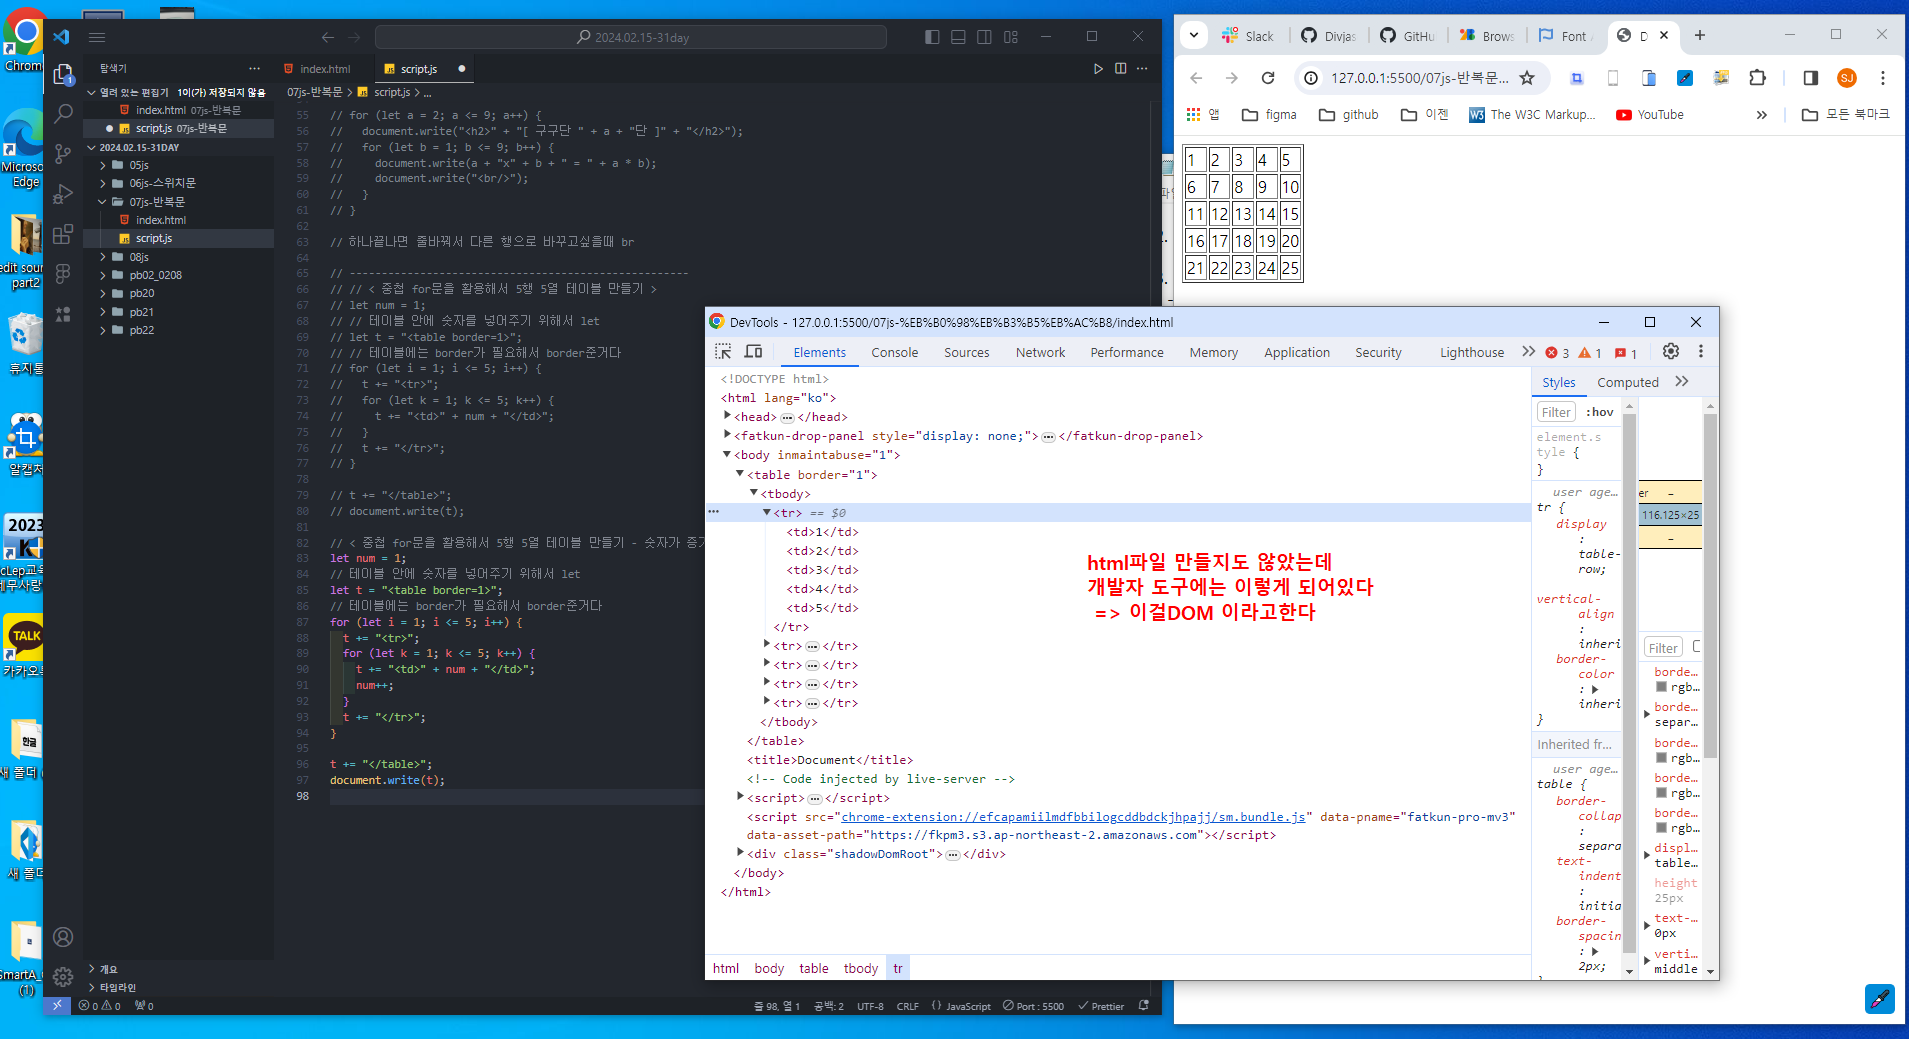 Chrome
Microso
Edge
edit sour
part2
휴지통
알캡처
2023
K
cLep교육
TALK
카카오톡
한글
새 폴더
새 폴더
SmartA_
(1)
2024.02.15-31day
탐색기
열려 있는 편집기 1이(가) 저장되지 않음
index.html 07js-반복문
script.js 07js-반복문
2024.02.15-31DAY
05js
06js-스위치문
07js-반복문
index.html
script.js
08js
pb02_0208
pb20
pb21
pb22
개요
타임라인
index.html
script.js
07js-반복문 > script.js > ...
55 // for (let a = 2; a <= 9; a++) {
56 //   document.write("<h2>" + "[ 구구단 " + a + "단 ]" + "</h2>");
57 //   for (let b = 1; b <= 9; b++) {
58 //     document.write(a + "x" + b + " = " + a * b);
59 //     document.write("<br/>");
60 //   }
61 // }
62
63 // 하나끝나면 줄바꿔서 다른 행으로 바꾸고싶을때 br
64
65 // -----------------------------------------------------
66 // // < 중첩 for문을 활용해서 5행 5열 테이블 만들기 >
67 // let num = 1;
68 // // 테이블 안에 숫자를 넣어주기 위해서 let
69 // let t = "<table border=1>";
70 // // 테이블에는 border가 필요해서 border준거다
71 // for (let i = 1; i <= 5; i++) {
72 //   t += "<tr>";
73 //   for (let k = 1; k <= 5; k++) {
74 //     t += "<td>" + num + "</td>";
75 //   }
76 //   t += "</tr>";
77 // }
78
79 // t += "</table>";
80 // document.write(t);
81
82 // < 중첩 for문을 활용해서 5행 5열 테이블 만들기 - 숫자가 증가
83 let num = 1;
84 // 테이블 안에 숫자를 넣어주기 위해서 let
85 let t = "<table border=1>";
86 // 테이블에는 border가 필요해서 border준거다
87 for (let i = 1; i <= 5; i++) {
88   t += "<tr>";
89   for (let k = 1; k <= 5; k++) {
90     t += "<td>" + num + "</td>";
91     num++;
92   }
93   t += "</tr>";
94 }
95
96 t += "</table>";
97 document.write(t);
98
0 0 0
줄 98, 열 1 공백: 2 UTF-8 CRLF {} JavaScript Port : 5500 Prettier
Slack Divjas GitHu Brows Font A D
127.0.0.1:5500/07js-반복문...
SJ
앱 figma github 이젠 The W3C Markup... YouTube 모든 북마크
1 2 3 4 5
6 7 8 9 10
11 12 13 14 15
16 17 18 19 20
21 22 23 24 25
DevTools - 127.0.0.1:5500/07js-%EB%B0%98%EB%B3%B5%EB%AC%B8/index.html
Elements Console Sources Network Performance Memory Application Security Lighthouse 3 1 1
<!DOCTYPE html>
<html lang="ko">
<head> ··· </head>
<fatkun-drop-panel style="display: none;"> ··· </fatkun-drop-panel>
<body inmaintabuse="1">
<table border="1">
<tbody>
··· <tr> == $0
<td>1</td>
<td>2</td>
<td>3</td>
<td>4</td>
<td>5</td>
</tr>
<tr> ··· </tr>
<tr> ··· </tr>
<tr> ··· </tr>
<tr> ··· </tr>
</tbody>
</table>
<title>Document</title>
<!-- Code injected by live-server -->
<script> ··· </script>
<script src="chrome-extension://efcapamiilmdfbbilogcddbdckjhpajj/sm.bundle.js" data-pname="fatkun-pro-mv3"
data-asset-path="https://fkpm3.s3.ap-northeast-2.amazonaws.com"></script>
<div class="shadowDomRoot"> ··· </div>
</body>
</html>
html파일 만들지도 않았는데
개발자 도구에는 이렇게 되어있다
=> 이걸DOM 이라고한다
html body table tbody tr
Styles Computed
Filter :hov
element.s
tyle {
}
user age…
tr {
display
:
table-
row;
vertical-
align
:
inheri
border-
color
:
inheri
}
Inherited fr…
user age…
table {
border-
collap
:
separa
text-
indent
:
initia
border-
spacin
:
2px;
er –
116.125×25
–
Filter
borde…
rgb…
borde…
separ…
borde…
rgb…
borde…
rgb…
borde…
rgb…
displ…
table…
height
25px
text-…
0px
verti…
middle